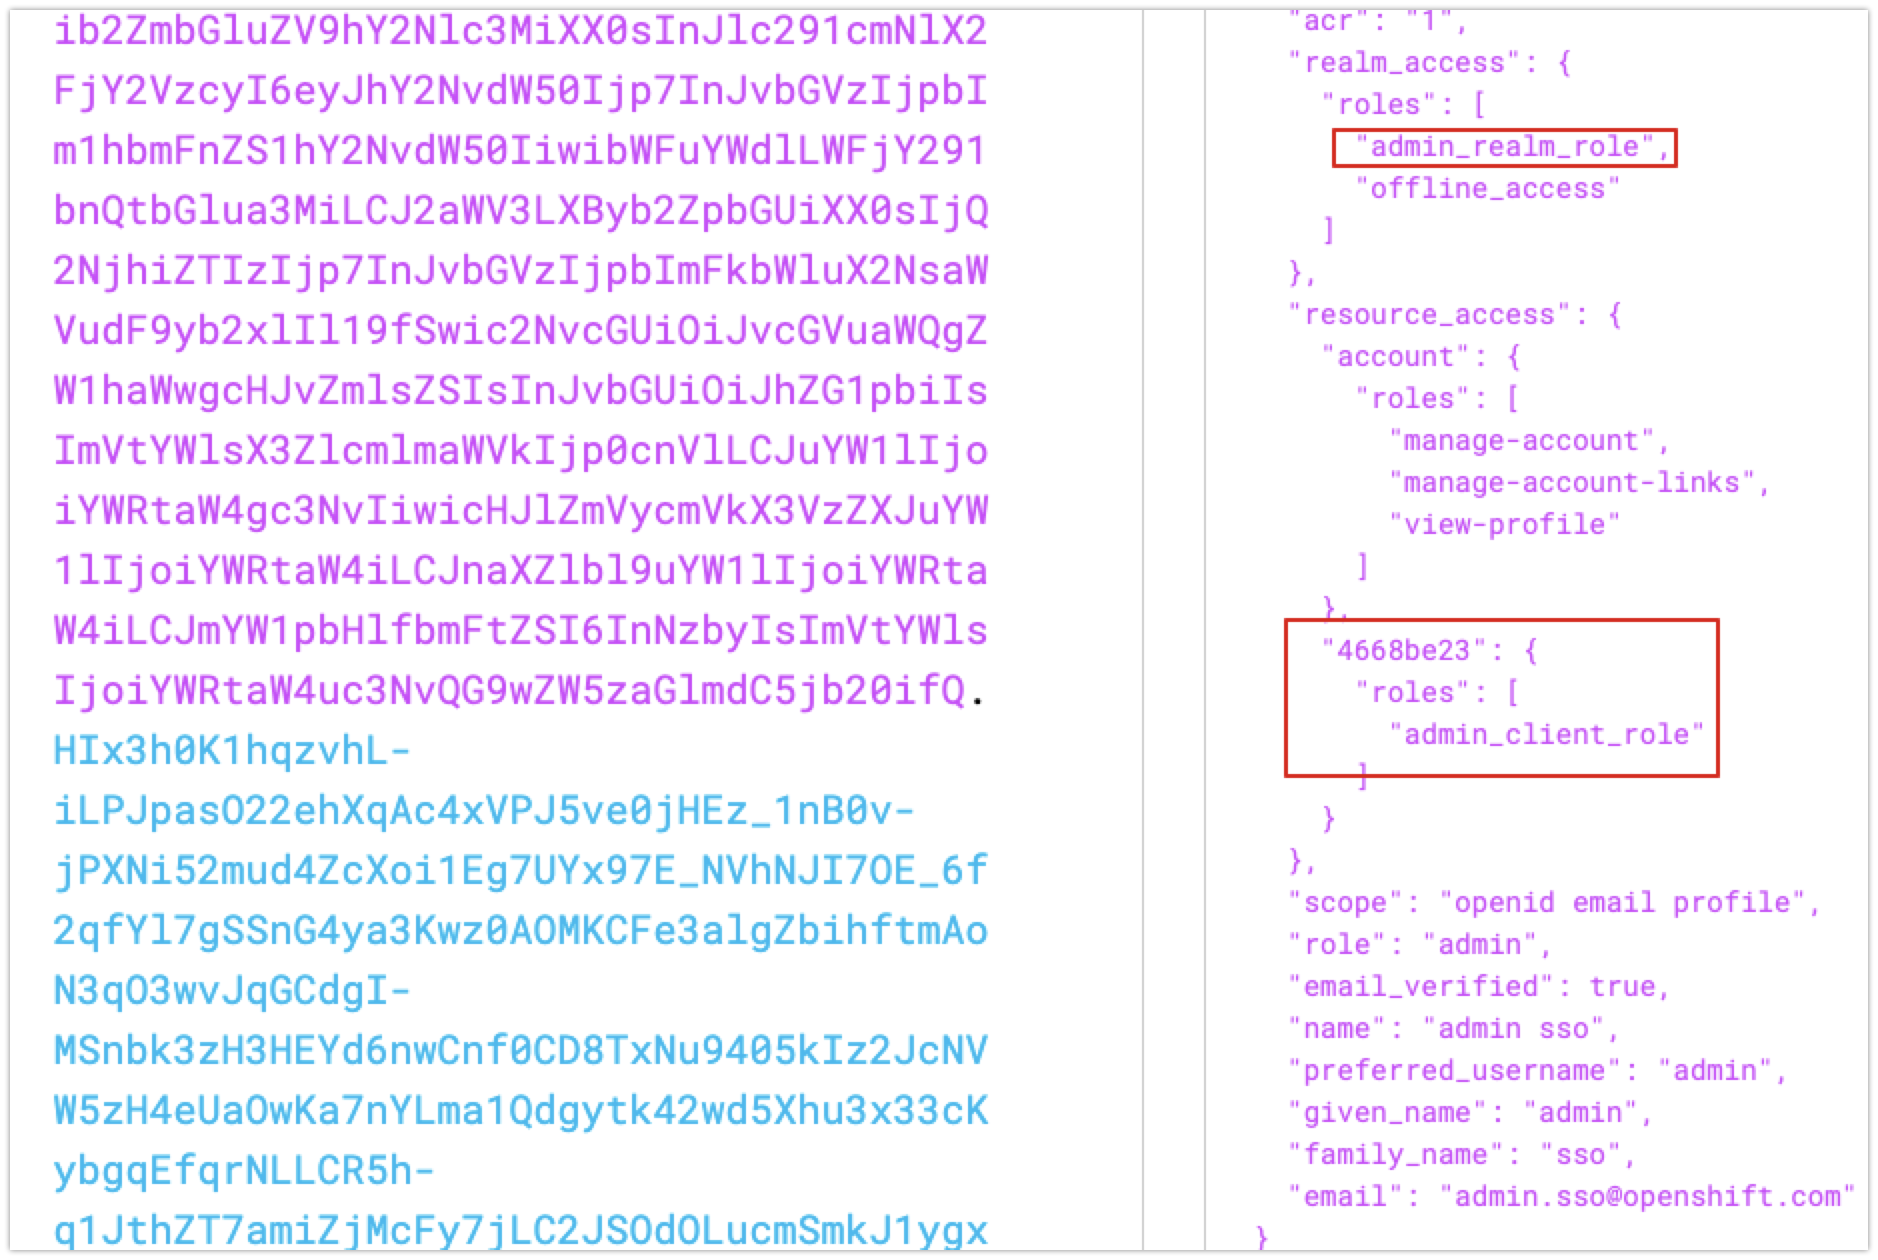 ib2ZmbGluZV9hY2Nlc3MiXX0sInJlc291cmNlX2
FjY2VzcyI6eyJhY2NvdW50Ijp7InJvbGVzIjpbI
m1hbmFnZS1hY2NvdW50IiwibWFuYWdlLWFjY291
bnQtbGlua3MiLCJ2aWV3LXByb2ZpbGUiXX0sIjQ
2NjhiZTIzIjp7InJvbGVzIjpbImFkbWluX2NsaW
VudF9yb2xlIl19fSwic2NvcGUiOiJvcGVuaWQgZ
W1haWwgcHJvZmlsZSIsInJvbGUiOiJhZG1pbiIs
ImVtYWlsX3ZlcmlmaWVkIjp0cnVlLCJuYW1lIjo
iYWRtaW4gc3NvIiwicHJlZmVycmVkX3VzZXJuYW
1lIjoiYWRtaW4iLCJnaXZlbl9uYW1lIjoiYWRta
W4iLCJmYW1pbHlfbmFtZSI6InNzbyIsImVtYWls
IjoiYWRtaW4uc3NvQG9wZW5zaGlmdC5jb20ifQ.
HIx3h0K1hqzvhL-
iLPJpasO22ehXqAc4xVPJ5ve0jHEz_1nB0v-
jPXNi52mud4ZcXoi1Eg7UYx97E_NVhNJI7OE_6f
2qfYl7gSSnG4ya3Kwz0AOMKCFe3algZbihftmAo
N3qO3wvJqGCdgI-
MSnbk3zH3HEYd6nwCnf0CD8TxNu9405kIz2JcNV
W5zH4eUaOwKa7nYLma1Qdgytk42wd5Xhu3x33cK
ybgqEfqrNLLCR5h-
q1JthZT7amiZjMcFy7jLC2JSOdOLucmSmkJ1ygx
"acr": "1",
"realm_access": {
"roles": [
"admin_realm_role",
"offline_access"
]
},
"resource_access": {
"account": {
"roles": [
"manage-account",
"manage-account-links",
"view-profile"
]
},
"4668be23": {
"roles": [
"admin_client_role"
]
}
},
"scope": "openid email profile",
"role": "admin",
"email_verified": true,
"name": "admin sso",
"preferred_username": "admin",
"given_name": "admin",
"family_name": "sso",
"email": "admin.sso@openshift.com"
}